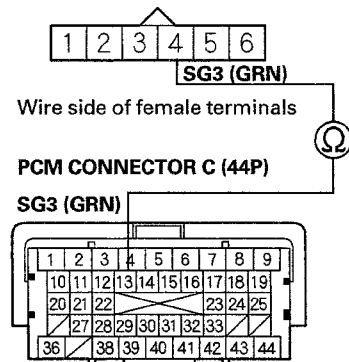 1 2 3 4 5 6
SG3 (GRN)
Wire side of female terminals
Ω
PCM CONNECTOR C (44P)
SG3 (GRN)
1 2 3 4 5 6 7 8 9
10 11 12 13 14 15 16 17 18 19
20 21 22 23 24 25
27 28 29 30 31 32 33
36 38 39 40 41 42 43 44